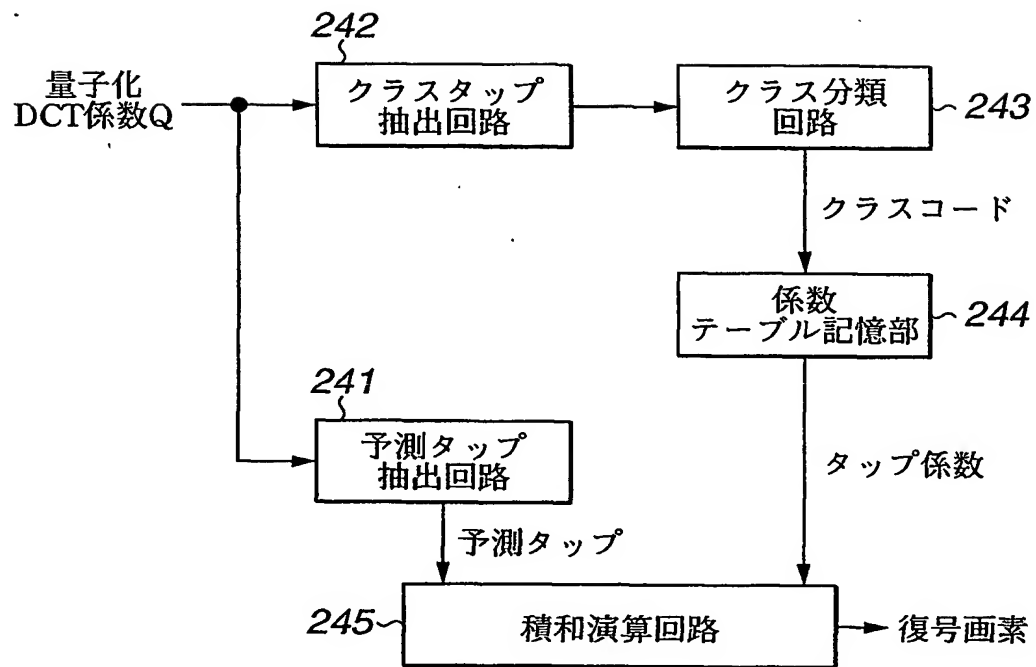 242
量子化
DCT係数Q
クラスタップ
抽出回路
クラス分類
回路
243
クラスコード
係数
テーブル記憶部
244
241
予測タップ
抽出回路
タップ係数
予測タップ
245
積和演算回路
復号画素